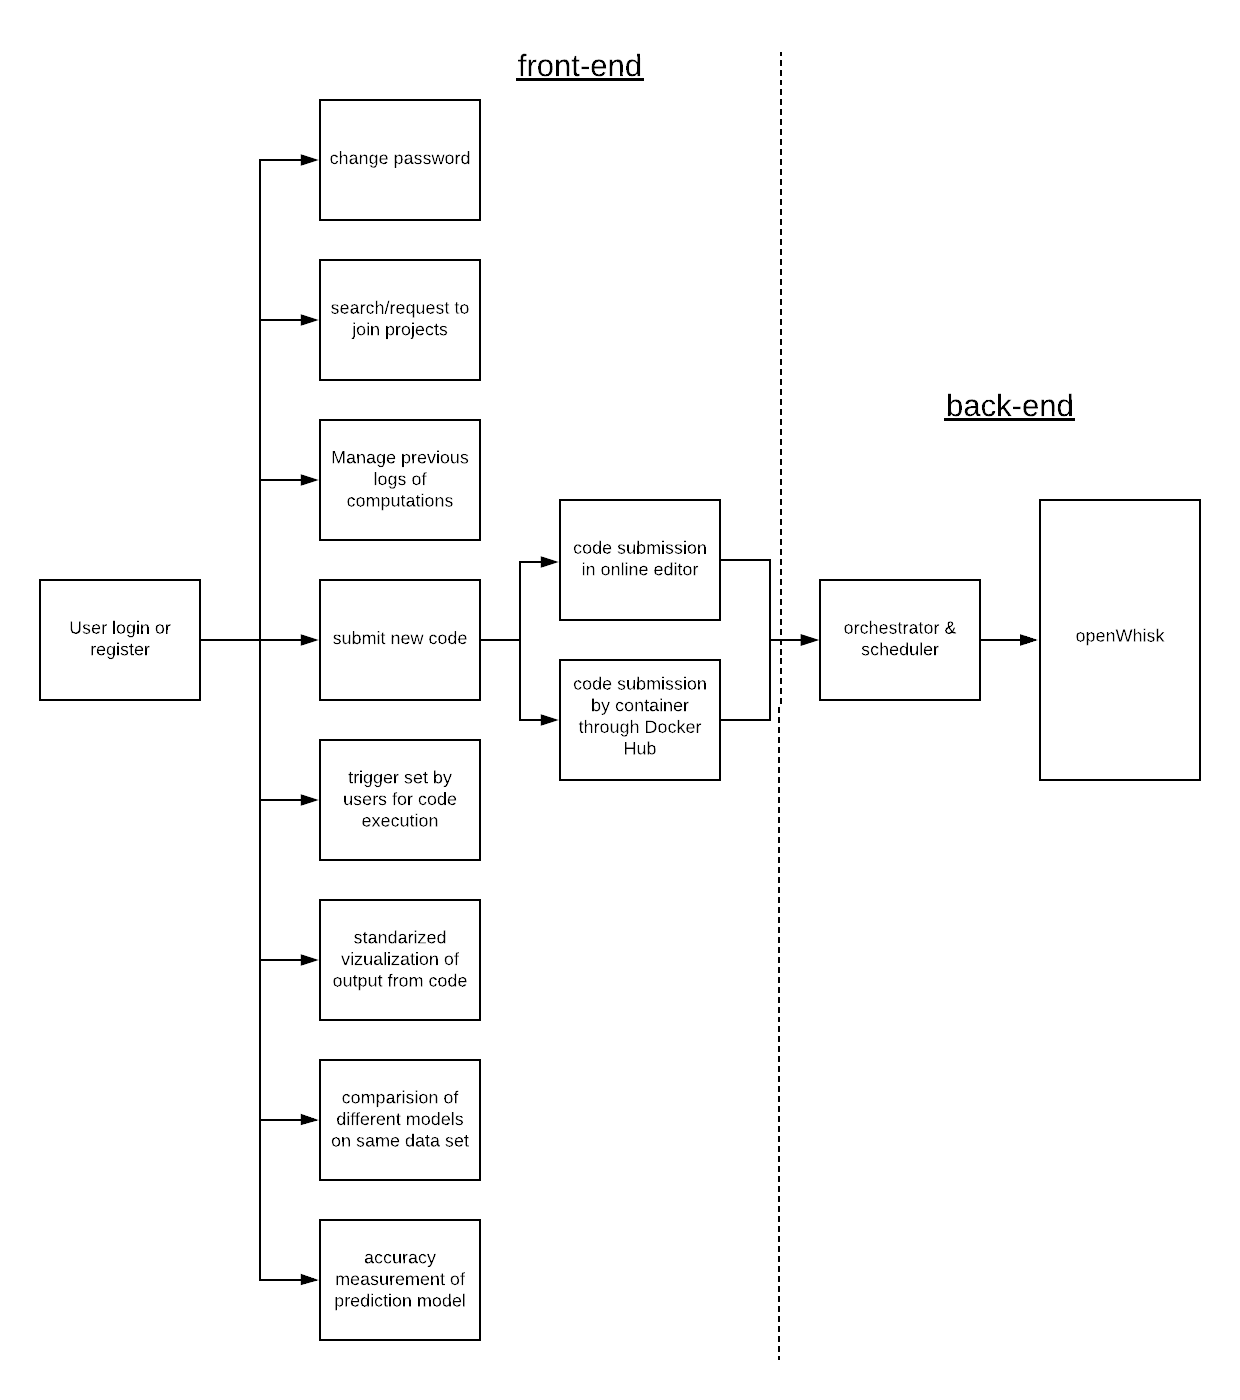 front-end
change password
search/request to
join projects
Manage previous
logs of
computations
User login or
register
submit new code
trigger set by
users for code
execution
standarized
vizualization of
output from code
comparision of
different models
on same data set
accuracy
measurement of
prediction model
code submission
in online editor
code submission
by container
through Docker
Hub
back-end
orchestrator &
scheduler
openWhisk